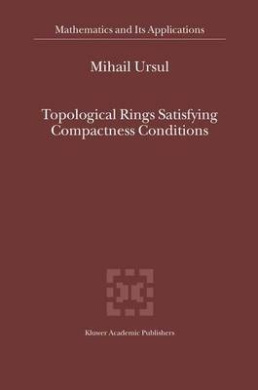 Mathematics and Its Applications
Mihail Ursul
Topological Rings Satisfying
Compactness Conditions
Kluwer Academic Publishers